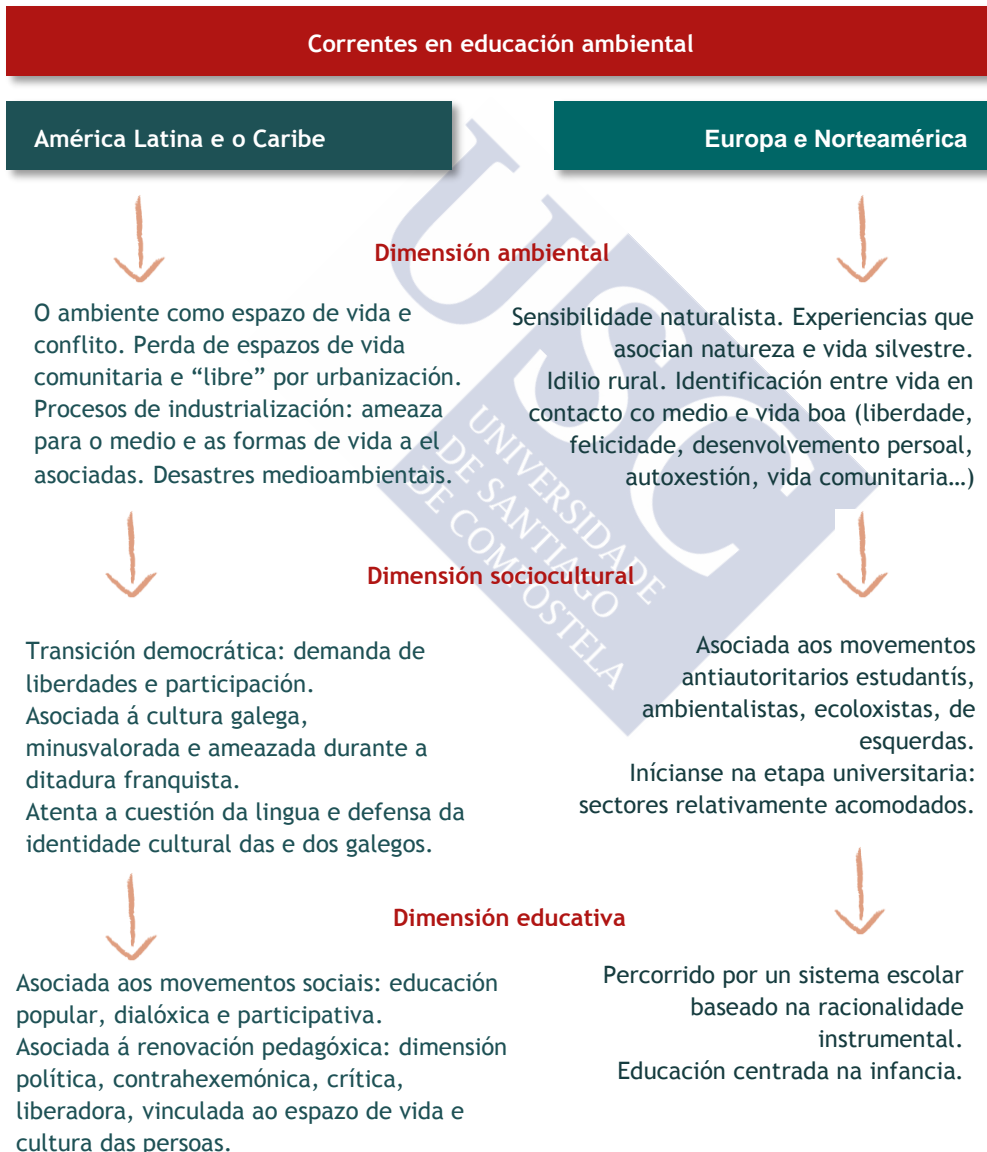 Correntes en educación ambiental
América Latina e o Caribe
Europa e Norteamérica
Dimensión ambiental
O ambiente como espazo de vida e
conflito. Perda de espazos de vida
comunitaria e “libre” por urbanización.
Procesos de industrialización: ameaza
para o medio e as formas de vida a el
asociadas. Desastres medioambientais.
Sensibilidade naturalista. Experiencias que
asocian natureza e vida silvestre.
Idilio rural. Identificación entre vida en
contacto co medio e vida boa (liberdade,
felicidade, desenvolvemento persoal,
autoxestión, vida comunitaria…)
Dimensión sociocultural
Transición democrática: demanda de
liberdades e participación.
Asociada á cultura galega,
minusvalorada e ameazada durante a
ditadura franquista.
Atenta a cuestión da lingua e defensa da
identidade cultural das e dos galegos.
Asociada aos movementos
antiautoritarios estudantís,
ambientalistas, ecoloxistas, de
esquerdas.
Inícianse na etapa universitaria:
sectores relativamente acomodados.
Dimensión educativa
Asociada aos movementos sociais: educación
popular, dialóxica e participativa.
Asociada á renovación pedagóxica: dimensión
política, contrahexemónica, crítica,
liberadora, vinculada ao espazo de vida e
cultura das persoas.
Percorrido por un sistema escolar
baseado na racionalidade
instrumental.
Educación centrada na infancia.
USC
UNIVERSIDADE
DE SANTIAGO
DE COMPOSTELA